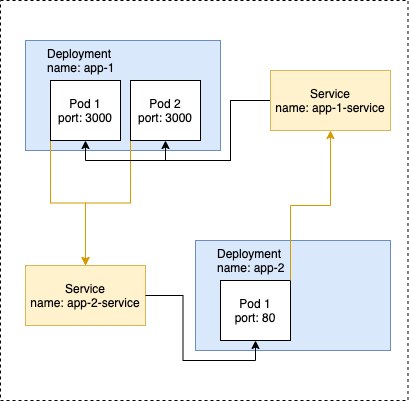 Deployment
name: app-1
Pod 1
port: 3000
Pod 2
port: 3000
Service
name: app-1-service
Deployment
name: app-2
Pod 1
port: 80
Service
name: app-2-service